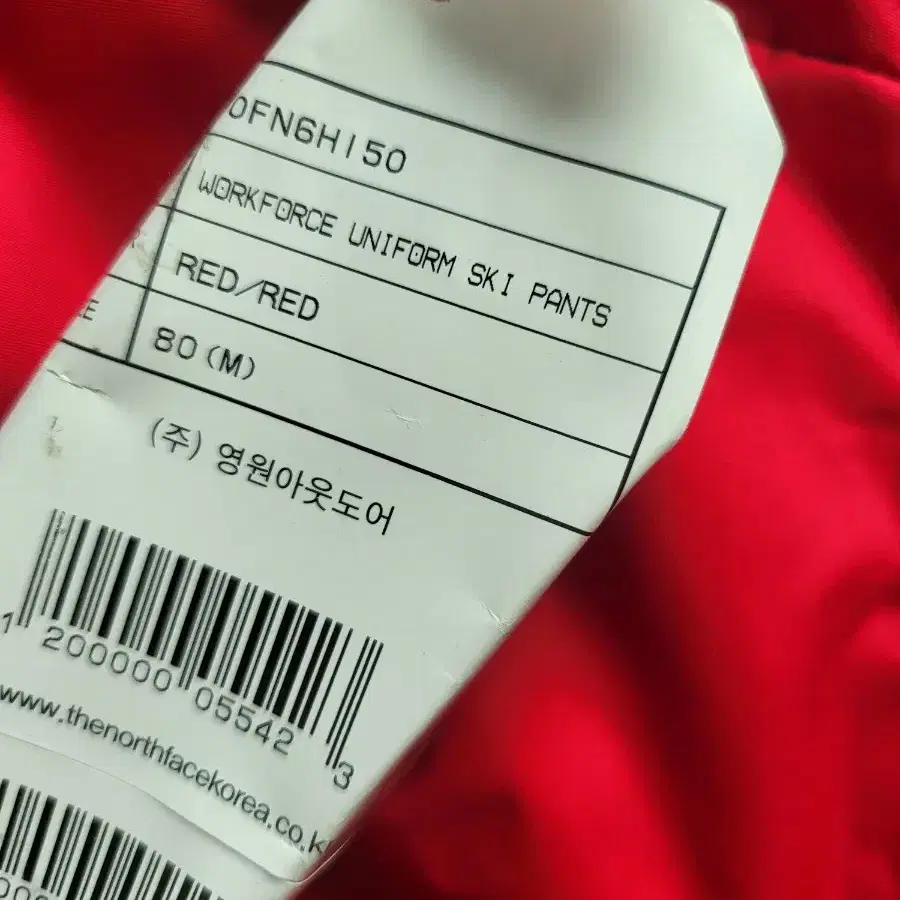 0FN6H150
WORKFORCE UNIFORM SKI PANTS
RED/RED
80(M)
(주) 영원아웃도어
1 200000 05542 3
www.thenorthfacekorea.co.k